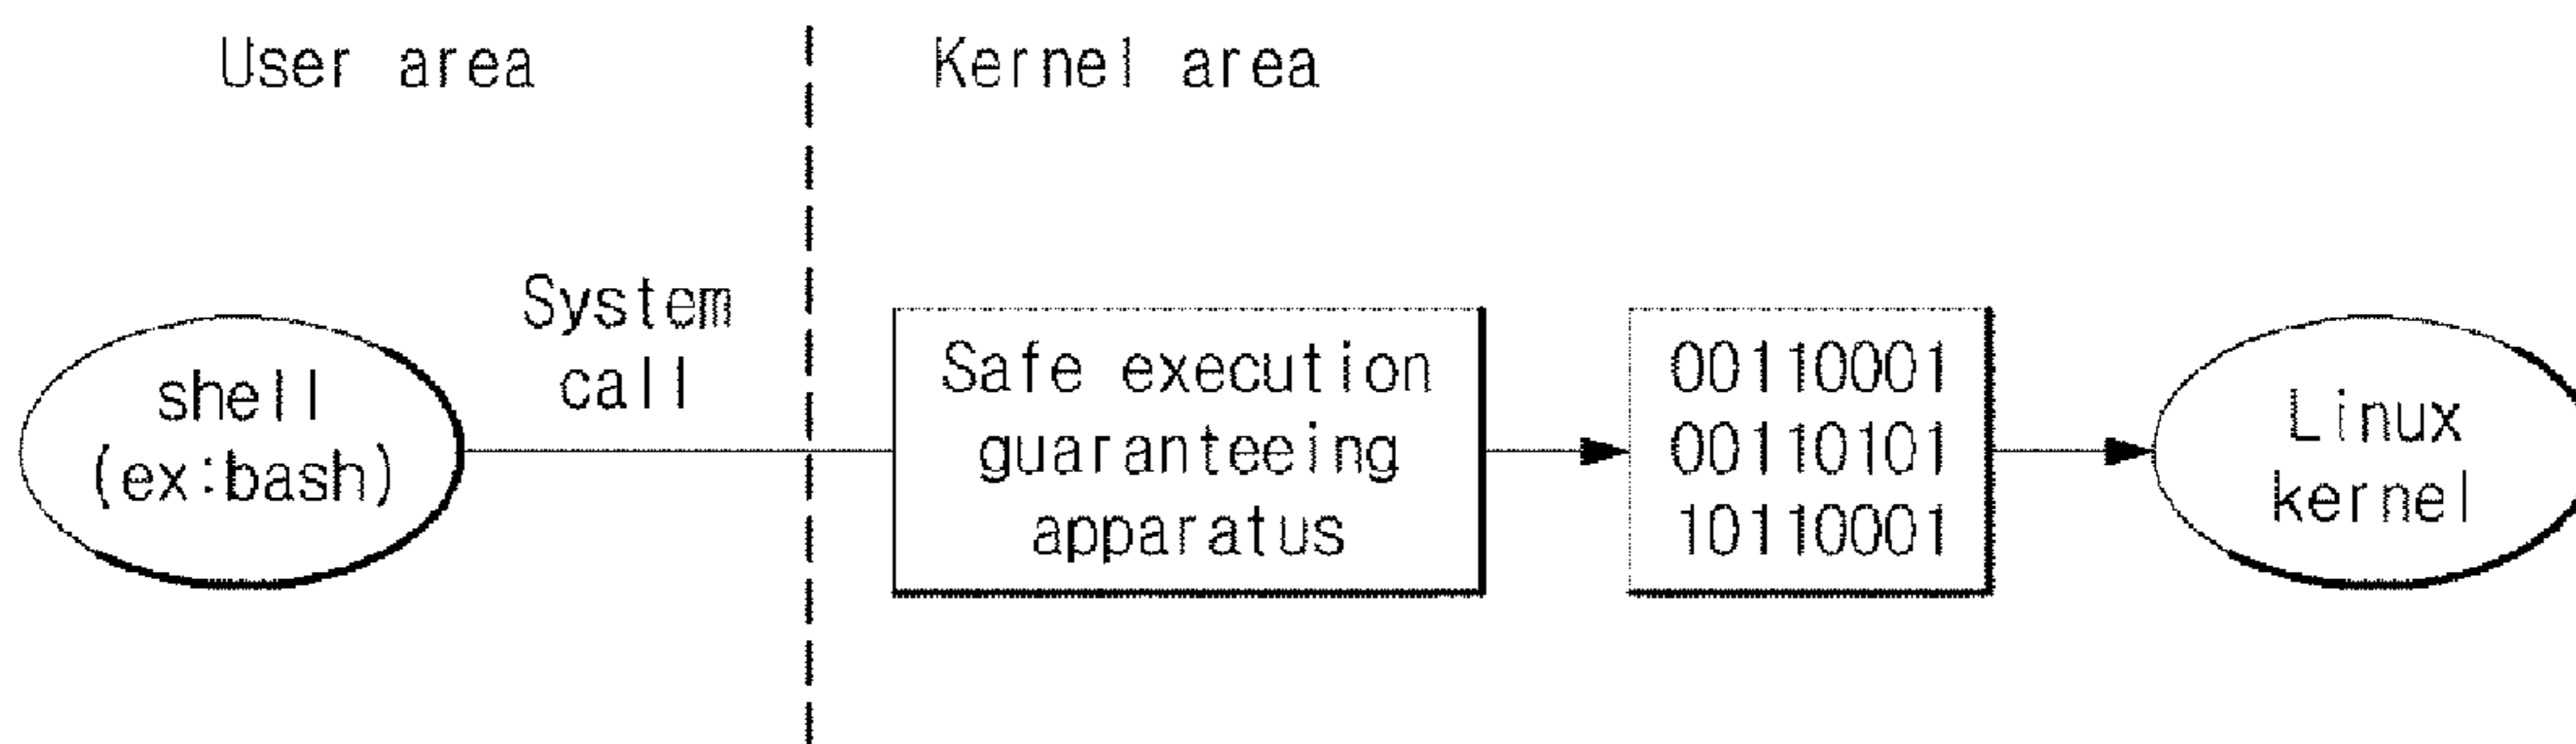 User area
Kernel area
System
call
shell
(ex:bash)
Safe execution
guaranteeing
apparatus
00110001
00110101
10110001
Linux
kernel